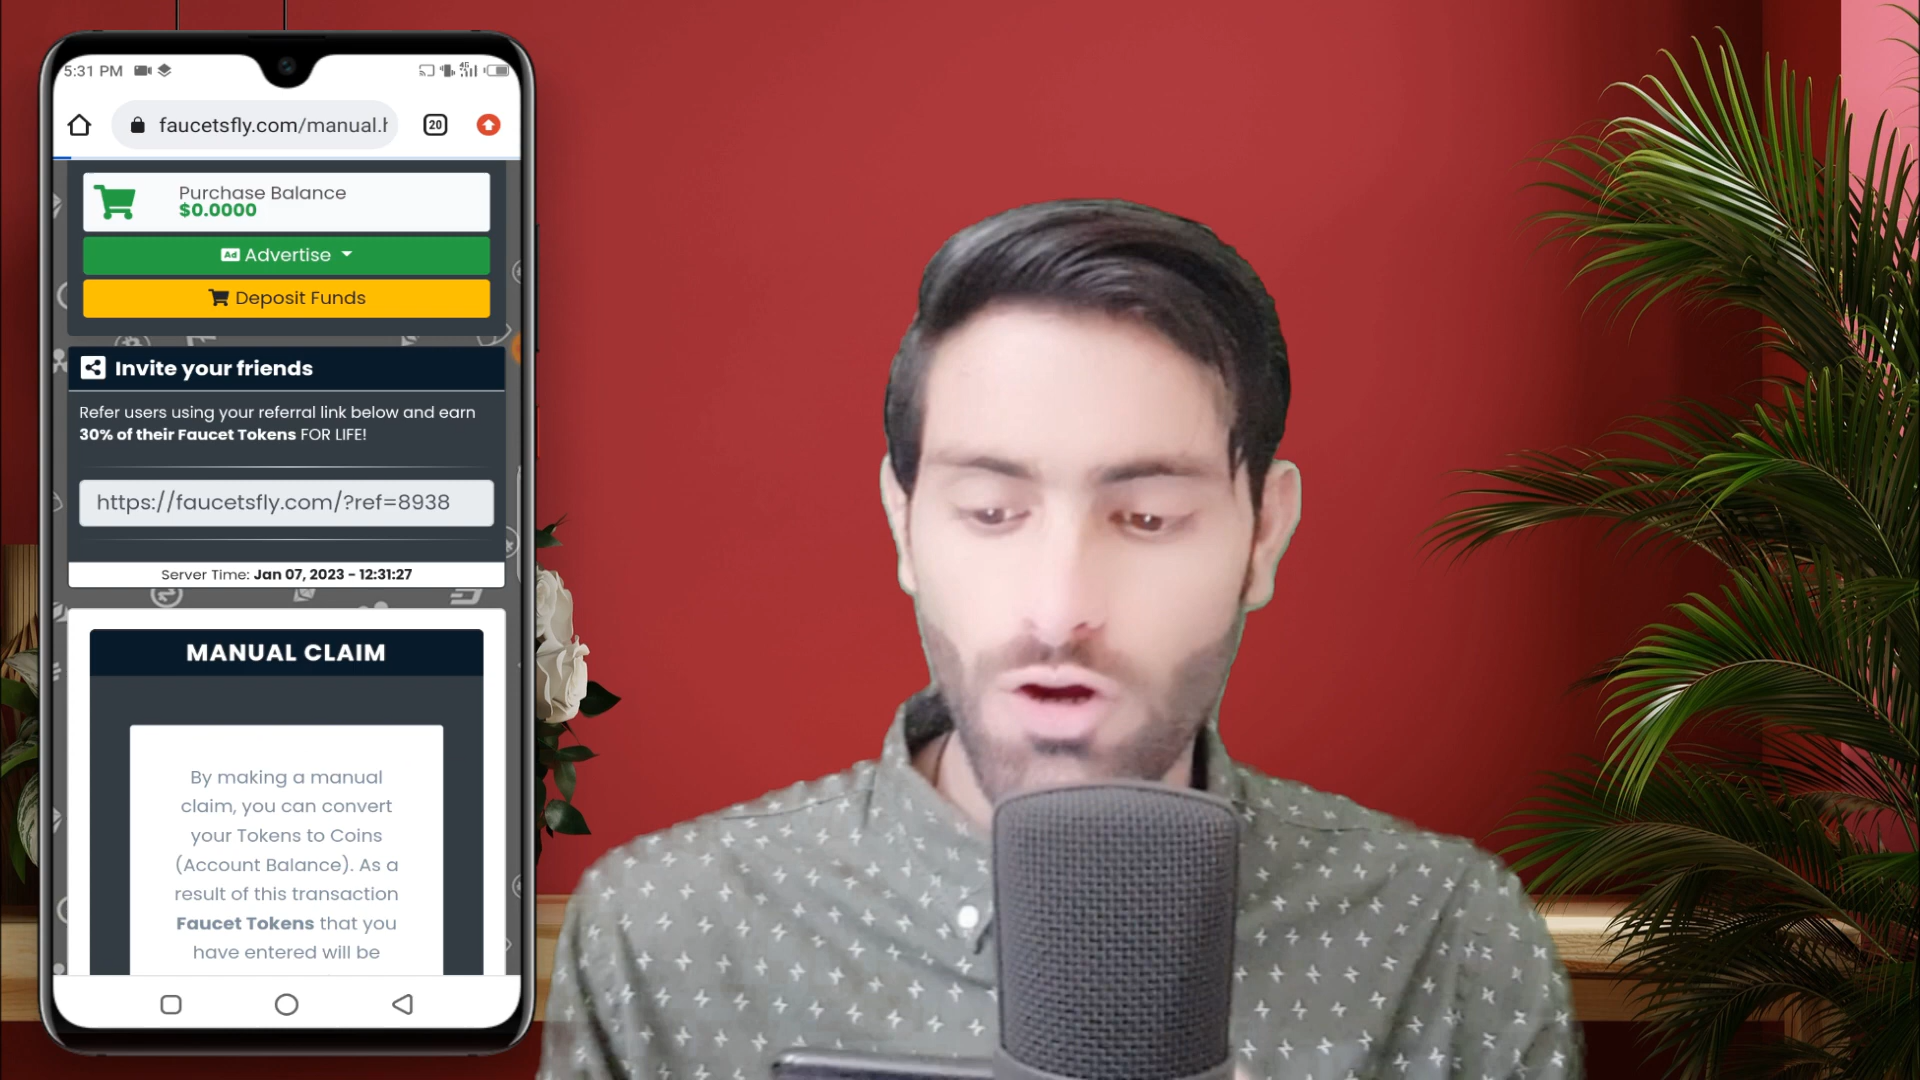 5:31 PM
4G
faucetsfly.com/manual.h
20
Purchase Balance
$0.0000
Ad Advertise
Deposit Funds
Invite your friends
Refer users using your referral link below and earn
30% of their Faucet Tokens FOR LIFE!
https://faucetsfly.com/?ref=8938
Server Time: Jan 07, 2023 - 12:31:27
MANUAL CLAIM
By making a manual
claim, you can convert
your Tokens to Coins
(Account Balance). As a
result of this transaction
Faucet Tokens that you
have entered will be